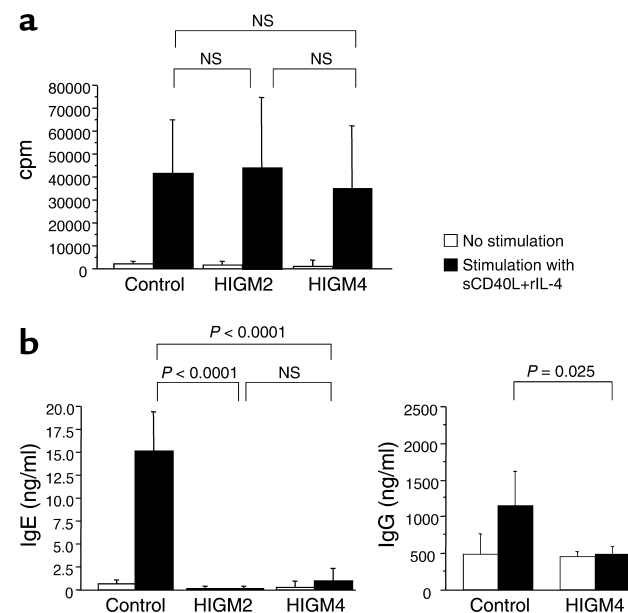 a
NS
NS
NS
80000
70000
60000
50000
40000
30000
20000
10000
0
cpm
Control
HIGM2
HIGM4
No stimulation
Stimulation with
sCD40L+rIL-4
b
P < 0.0001
P < 0.0001
NS
20.0
17.5
15.0
12.5
10.0
7.5
5.0
2.5
0
IgE (ng/ml)
Control
HIGM2
HIGM4
P = 0.025
2500
2000
1500
1000
500
0
IgG (ng/ml)
Control
HIGM4